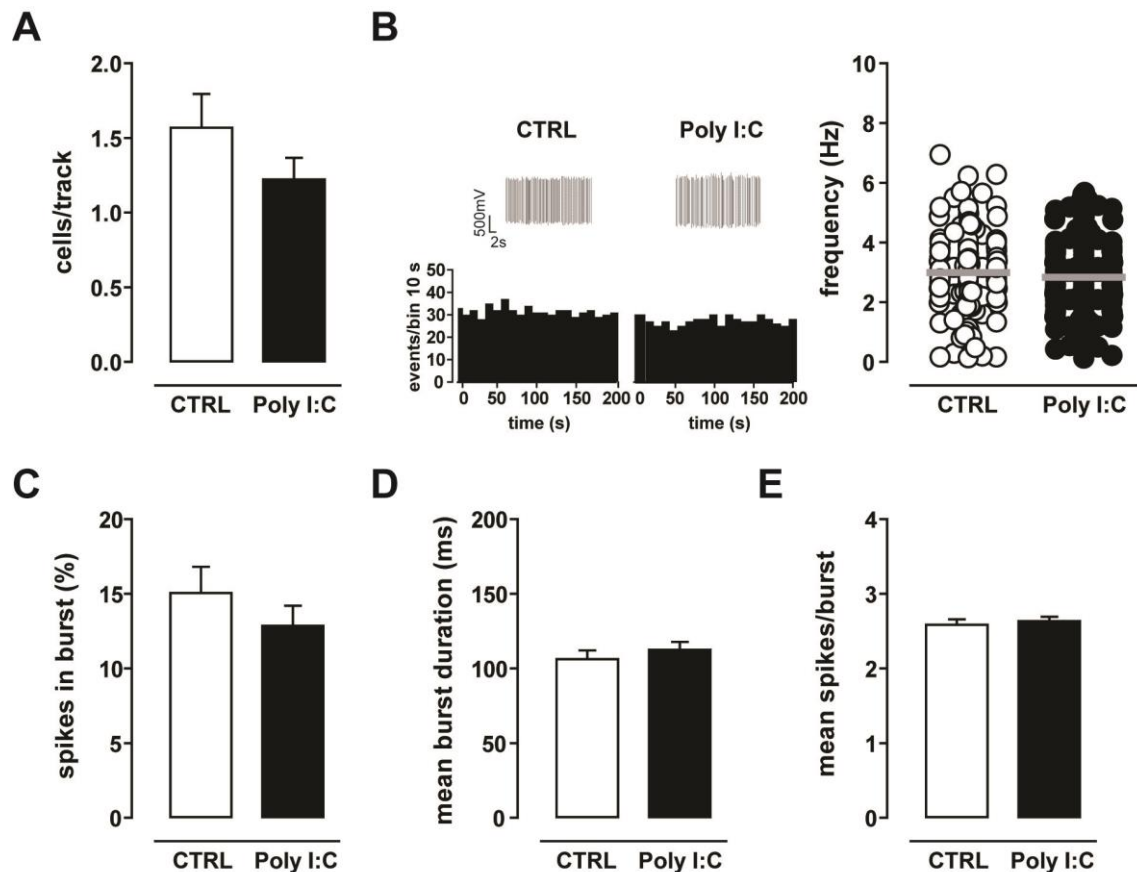 A
cells/track
2.0
1.5
1.0
0.5
0.0
CTRL Poly I:C
B
CTRL Poly I:C
500mV
2s
events/bin 10 s
50
40
30
20
10
0
0 50 100 150 200
time (s)
0 50 100 150 200
time (s)
frequency (Hz)
10
8
6
4
2
0
CTRL Poly I:C
C
spikes in burst (%)
20
15
10
5
0
CTRL Poly I:C
D
mean burst duration (ms)
200
150
100
50
0
CTRL Poly I:C
E
mean spikes/burst
4
3
2
1
0
CTRL Poly I:C